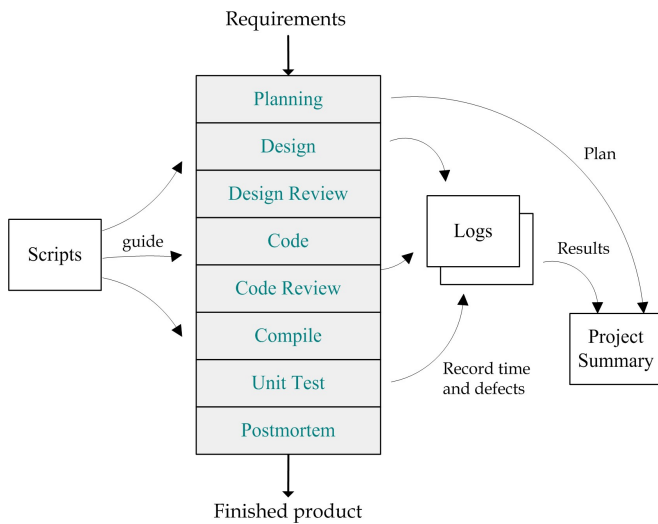 Requirements
Planning
Design
Design Review
Code
Code Review
Compile
Unit Test
Postmortem
Finished product
Scripts
guide
Logs
Record time
and defects
Plan
Results
Project
Summary